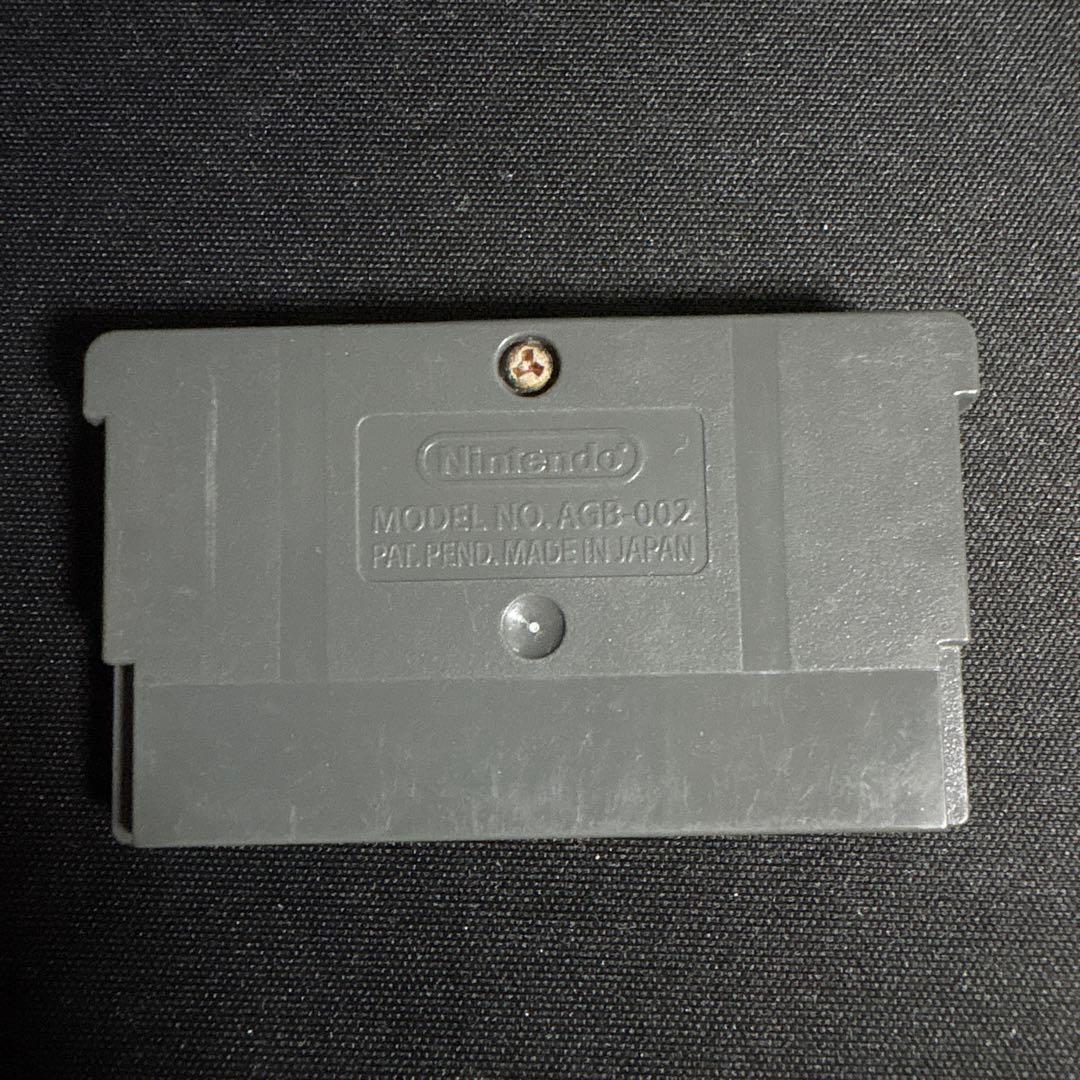 Nintendo
MODEL NO. AGB-002
PAT. PEND. MADE IN JAPAN